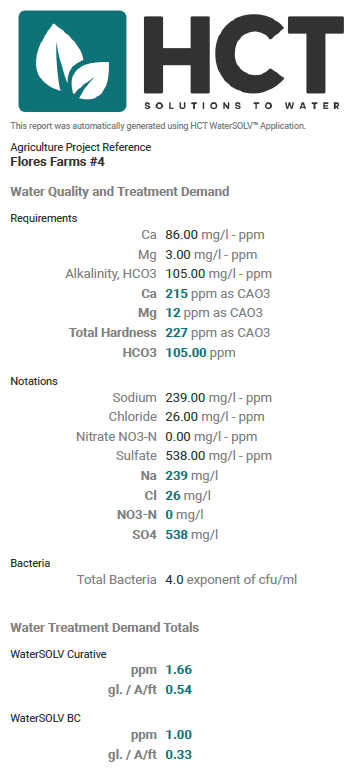 HCT
SOLUTIONS TO WATER
This report was automatically generated using HCT WaterSOLV™ Application.
Agriculture Project Reference
Flores Farms #4
Water Quality and Treatment Demand
Requirements
Ca 86.00 mg/l - ppm
Mg 3.00 mg/l - ppm
Alkalinity, HCO3 105.00 mg/l - ppm
Ca 215 ppm as CAO3
Mg 12 ppm as CAO3
Total Hardness 227 ppm as CAO3
HCO3 105.00 ppm
Notations
Sodium 239.00 mg/l - ppm
Chloride 26.00 mg/l - ppm
Nitrate NO3-N 0.00 mg/l - ppm
Sulfate 538.00 mg/l - ppm
Na 239 mg/l
Cl 26 mg/l
NO3-N 0 mg/l
SO4 538 mg/l
Bacteria
Total Bacteria 4.0 exponent of cfu/ml
Water Treatment Demand Totals
WaterSOLV Curative
ppm 1.66
gl. / A/ft 0.54
WaterSOLV BC
ppm 1.00
gl. / A/ft 0.33